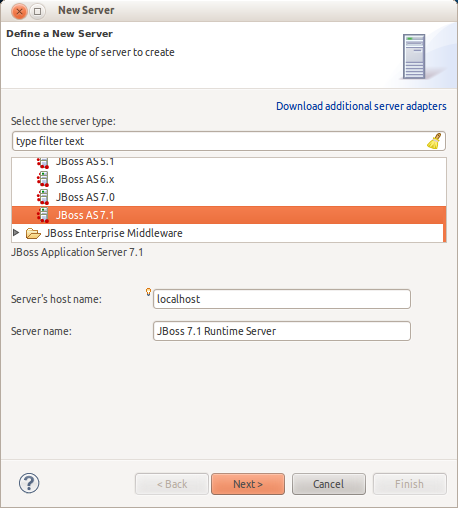 New Server
Define a New Server
Choose the type of server to create
Download additional server adapters
Select the server type:
type filter text
JBoss AS 5.1
JBoss AS 6.x
JBoss AS 7.0
JBoss AS 7.1
JBoss Enterprise Middleware
JBoss Application Server 7.1
Server's host name: localhost
Server name: JBoss 7.1 Runtime Server
? < Back Next > Cancel Finish